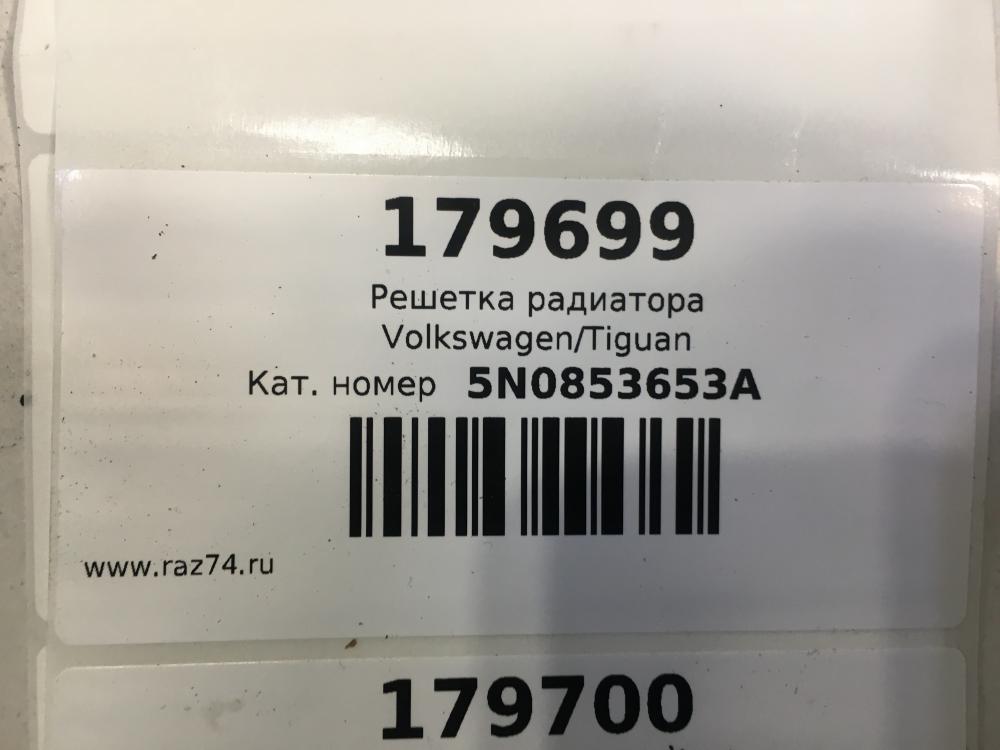 179699
Решетка радиатора
Volkswagen/Tiguan
Кат. номер 5N0853653A
www.raz74.ru
179700